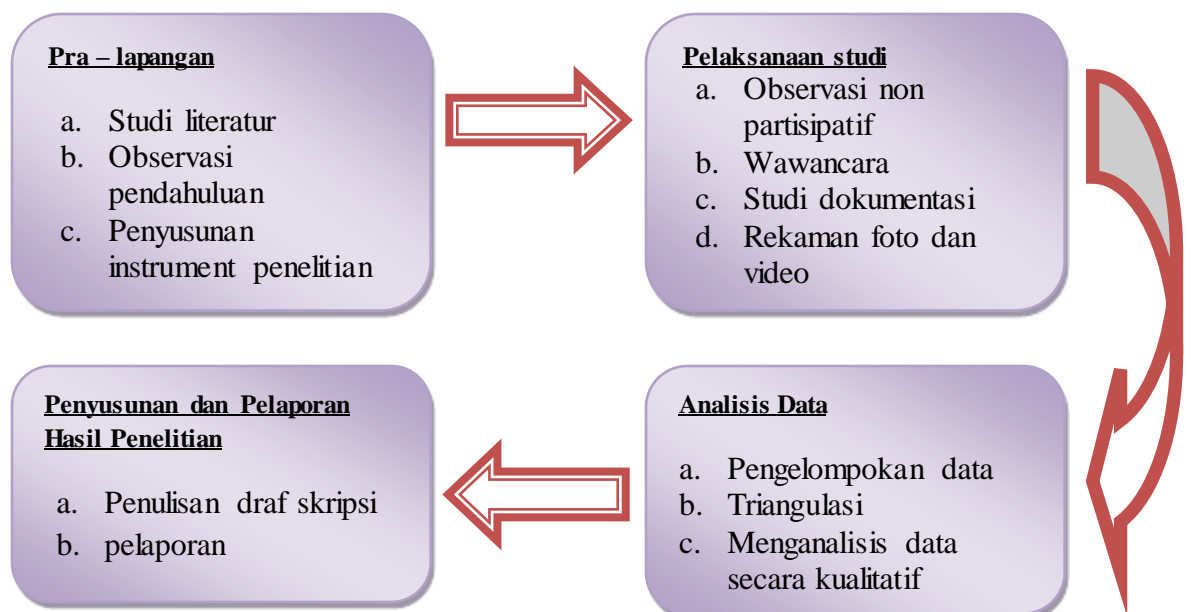 Pra – lapangan
a. Studi literatur
b. Observasi
pendahuluan
c. Penyusunan
instrument penelitian
Pelaksanaan studi
a. Observasi non
partisipatif
b. Wawancara
c. Studi dokumentasi
d. Rekaman foto dan
video
Analisis Data
a. Pengelompokan data
b. Triangulasi
c. Menganalisis data
secara kualitatif
Penyusunan dan Pelaporan
Hasil Penelitian
a. Penulisan draf skripsi
b. pelaporan